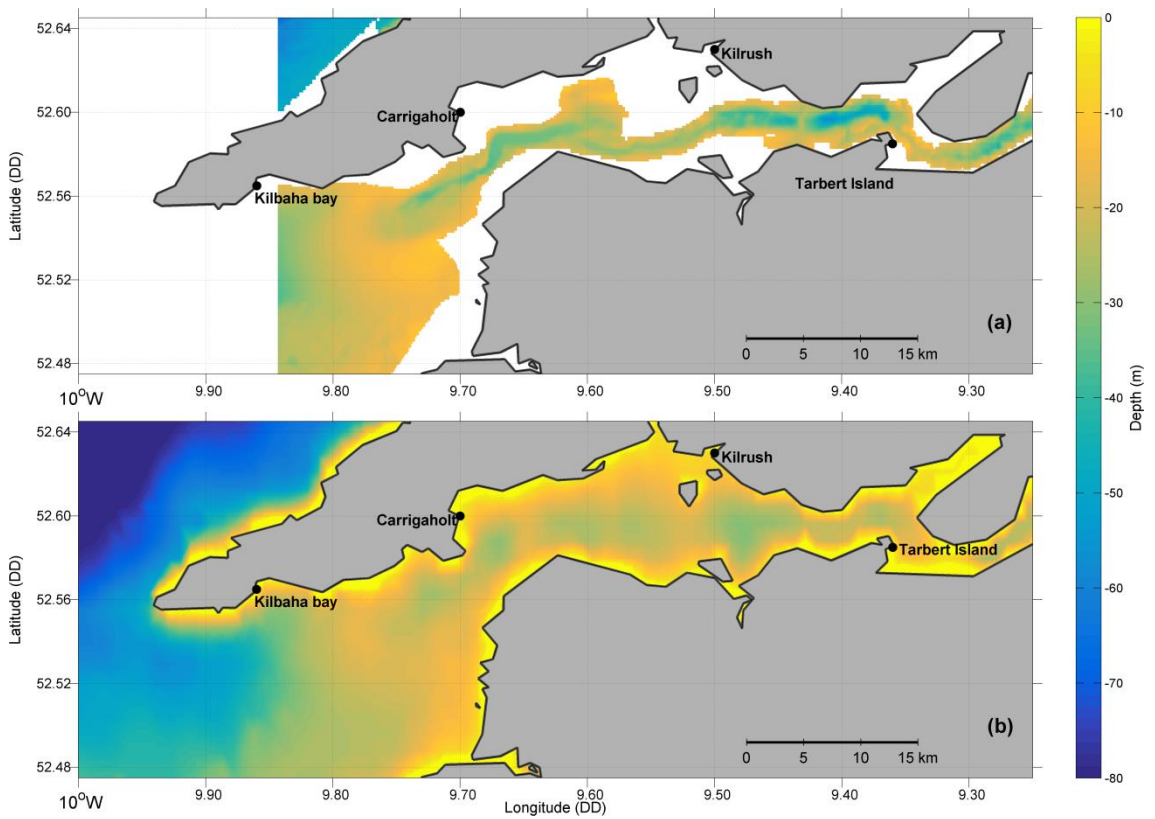 52.64
52.60
52.56
52.52
52.48
Latitude (DD)
Kilrush
Carrigaholt
Kilbaha bay
Tarbert Island
(a)
0 5 10 15 km
10°W 9.90 9.80 9.70 9.60 9.50 9.40 9.30
52.64
52.60
52.56
52.52
52.48
Latitude (DD)
Kilrush
Carrigaholt
Tarbert Island
Kilbaha bay
(b)
0 5 10 15 km
10°W 9.90 9.80 9.70 9.60 9.50 9.40 9.30
Longitude (DD)
0
-10
-20
-30
-40
-50
-60
-70
-80
Depth (m)